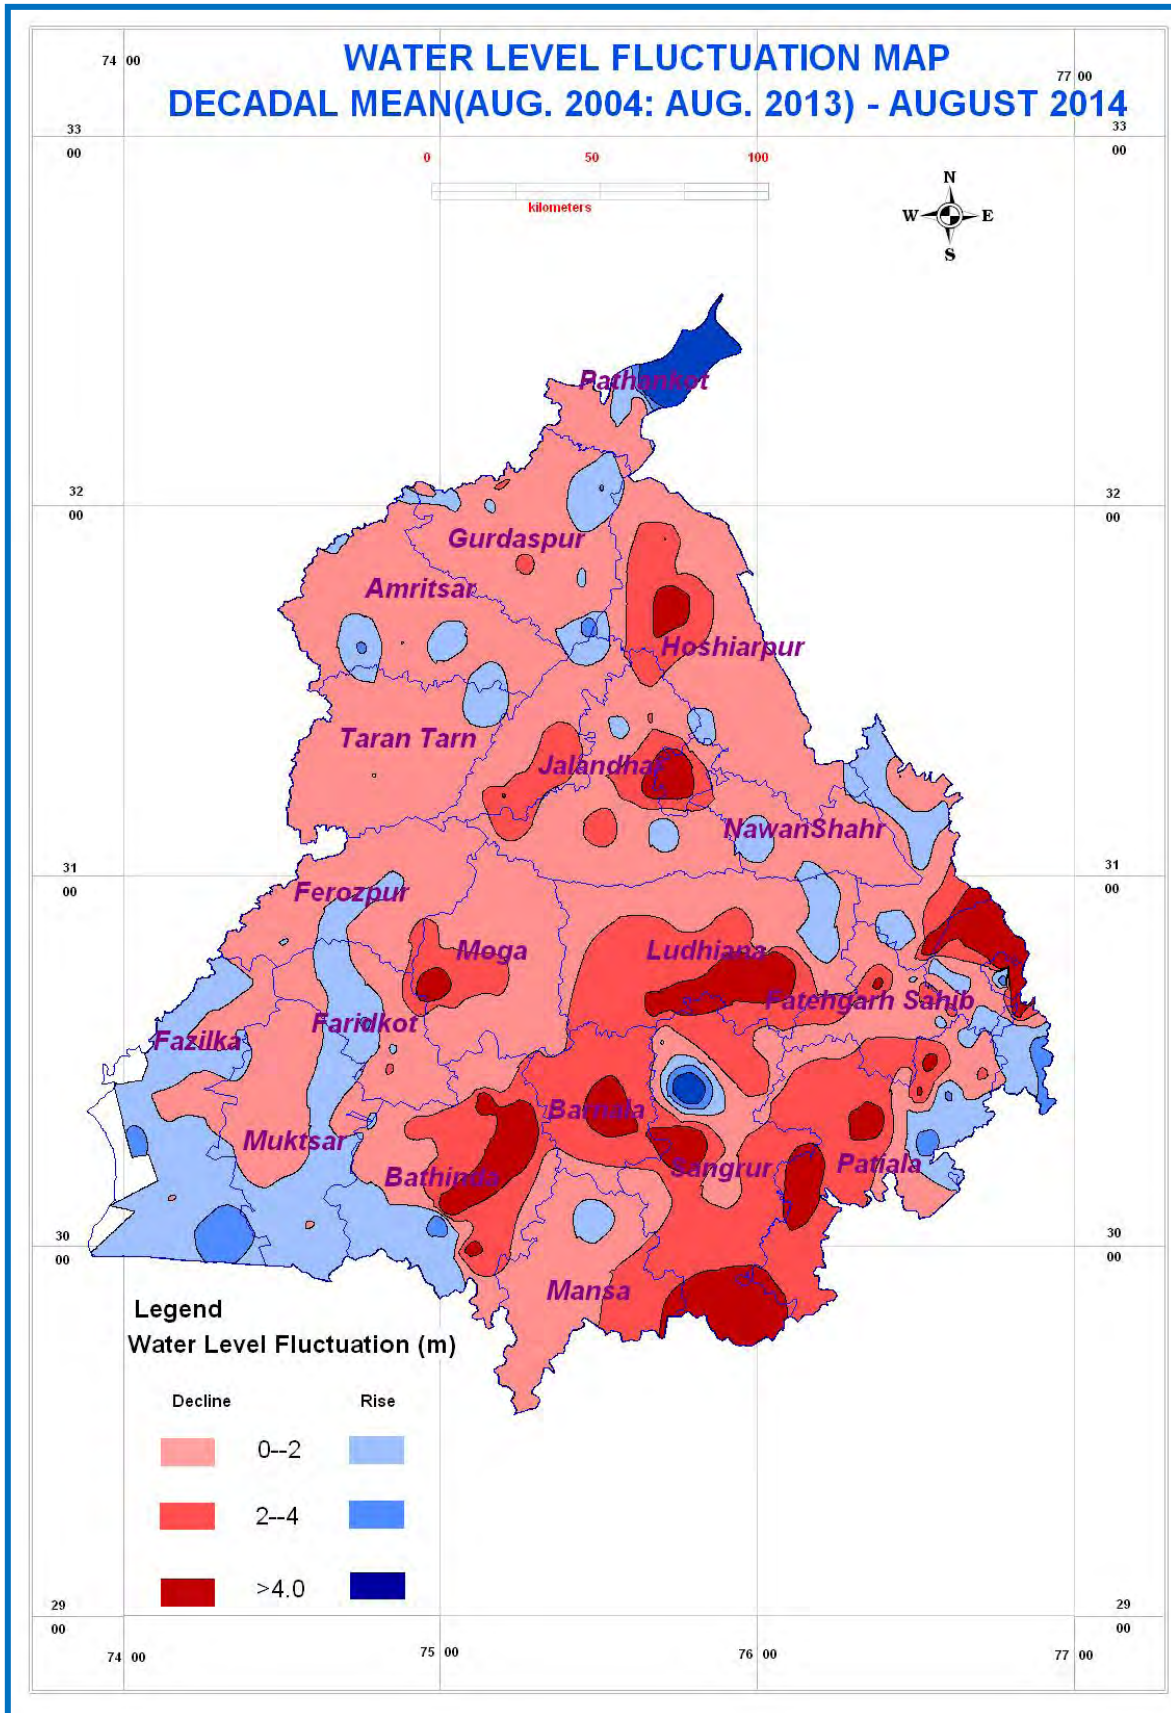 WATER LEVEL FLUCTUATION MAP
DECADAL MEAN(AUG. 2004: AUG. 2013) - AUGUST 2014
74 00
77 00
33
00
33
00
0 50 100
kilometers
N
W E
S
Pathankot
32
00
32
00
Gurdaspur
Amritsar
Hoshiarpur
Taran Tarn
Jalandhar
NawanShahr
31
00
31
00
Ferozpur
Moga
Ludhiana
Fatehgarh Sahib
Faridkot
Fazilka
Barnala
Muktsar
Bathinda
Sangrur
Patiala
30
00
30
00
Mansa
Legend
Water Level Fluctuation (m)
Decline Rise
0--2
2--4
>4.0
29
00
29
00
74 00
75 00
76 00
77 00